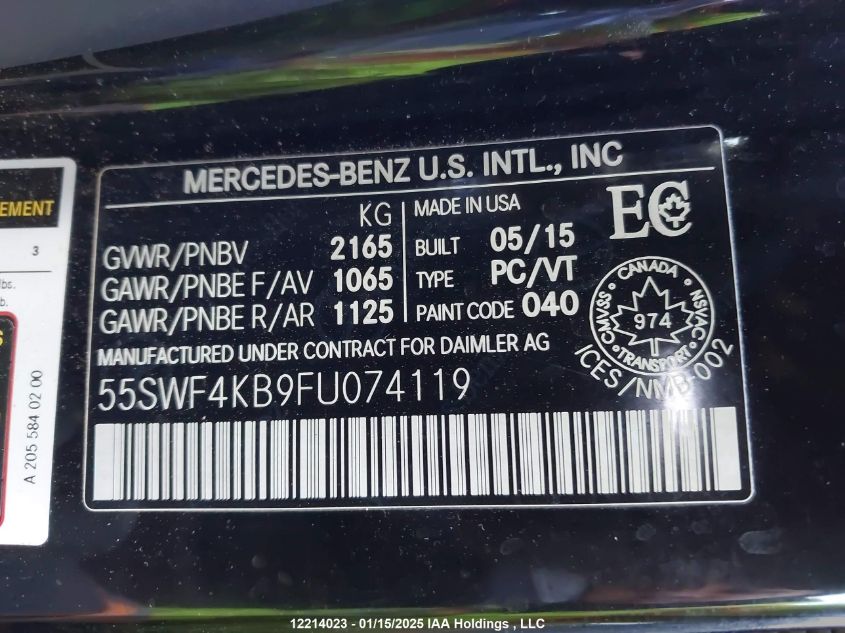 MERCEDES-BENZ U.S. INTL., INC
KG
GVWR/PNBV 2165
GAWR/PNBE F/AV 1065
GAWR/PNBE R/AR 1125
MADE IN USA
BUILT 05/15
TYPE PC/VT
PAINT CODE 040
EC
CANADA
CMVSS NSVAC
974
TRANSPORT
ICES/NMB-002
MANUFACTURED UNDER CONTRACT FOR DAIMLER AG
55SWF4KB9FU074119
EMENT
3
lbs.
b.
S
A 205 584 02 00
12214023 - 01/15/2025 IAA Holdings , LLC